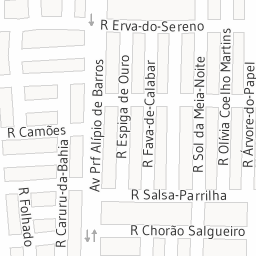 R Erva-do-Sereno
Av Prf Alípio de Barros
R Espiga de Ouro
R Fava-de-Calabar
R Sol da Meia-Noite
R Olívia Coelho Martins
R Árvore-do-Papel
R Camões
R Caruru-da-Bahia
R Folhado
R Salsa-Parrilha
R Chorão Salgueiro